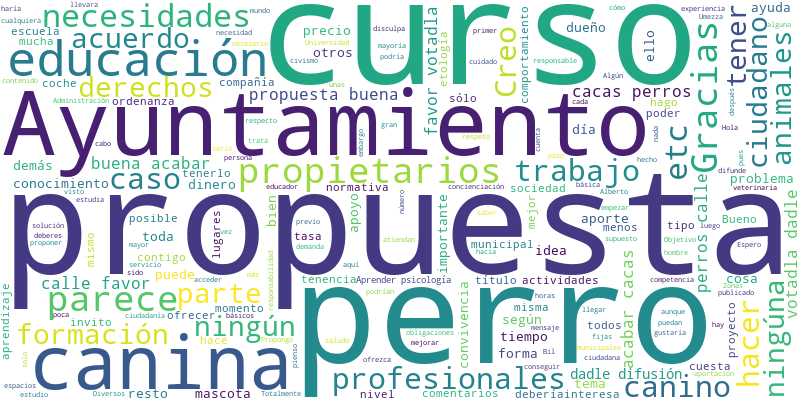 haría
cualquiera
llevara
mundo
necesidades
escuela
mucha
acuerdo
necesidad
necesario
educación
curso
precio
Universidad
otros
disculpa
mayoría
podría
cómo
dueño
ello
primer
cuidado
Algún
experiencia
Umezza
responsable
favor votadla
etología
Creo
comportamiento
Gracias
ciudadano
tener
ayuda
alguna
animales
contenido
coche
compañía
civismo
unas
derechos
Administración
ordenanza
propuesta buena
sólo
hago
cacas perros
poder
Hola
después
cabo
respecto
serio
trata
embargo
gran
respeto
cada
cuenta
día
nada
Ayuntamiento
etc
pues
demás
buena acabar
persona
propietarios
trabajo
paso
hecho
difunde
problema
veterinaria
conocimiento
visto
estudia
caso
tenerlo
dinero
educador
normativa
número
concienciación
sociedad
básica
Alberto
empezar
aporte
menos
perros calle
Bueno
luego
solución
deberes
proponer
mismo
mayor
posible
toda
lugares
vez
bien
previo
tasa
demanda
apoyo
propuesta
importante
mejor
municipal
hacia
supuesto
idea
tipo
Objetivo
hombre
Espero
calle favor
contigo
servicio
sido
puede
ciudadanía
acceder
más
responsabilidad
tenencia
aquí
atiendan
Aprender psicología
título
actividades
competencia
Zonas
publicado
cosa
votadla dadle
aprendizaje
parece
poca
invito
parte
ofrecer
básicos
momento
podrían
perro
convivencia
obligaciones
mejorar
horas
misma
según
mensaje
llegar
todos
fijas
acabar cacas
saber
aunque
puedan
gustaría
hay
proyecto
formación
ningún
hace
saludo
ofrezca
tiempo
forma
Bil
municipales
ciudadana
cuesta
hacer
ningúna
solo
espacios
estudio
canina
Diversos
resto
mascota
pienso
Propongo
Totalmente
profesionales
nivel
comentarios
dadle difusión
tema
conseguir
deberiainteresa
canino
aportación